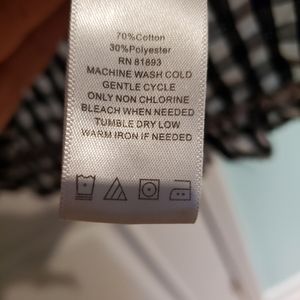 70%Cotton
30%Polyester
RN 81893
MACHINE WASH COLD
GENTLE CYCLE
ONLY NON CHLORINE
BLEACH WHEN NEEDED
TUMBLE DRY LOW
WARM IRON IF NEEDED